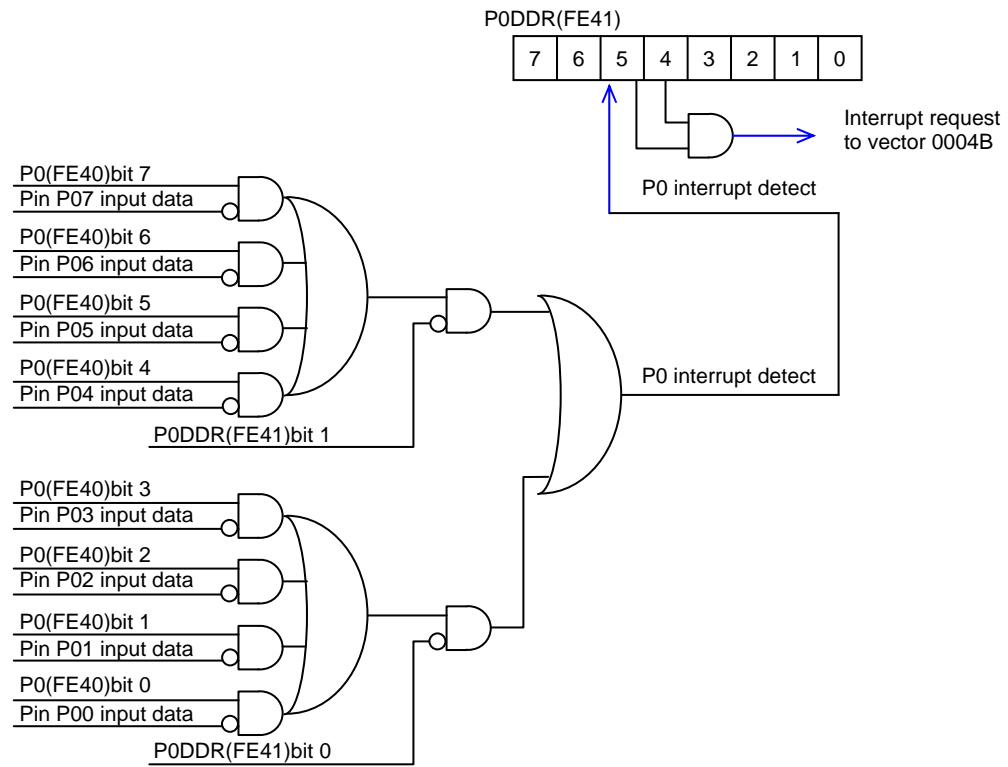 P0DDR(FE41)
7 6 5 4 3 2 1 0
Interrupt request
to vector 0004B
P0 interrupt detect
P0(FE40)bit 7
Pin P07 input data
P0(FE40)bit 6
Pin P06 input data
P0(FE40)bit 5
Pin P05 input data
P0(FE40)bit 4
Pin P04 input data
P0DDR(FE41)bit 1
P0 interrupt detect
P0(FE40)bit 3
Pin P03 input data
P0(FE40)bit 2
Pin P02 input data
P0(FE40)bit 1
Pin P01 input data
P0(FE40)bit 0
Pin P00 input data
P0DDR(FE41)bit 0